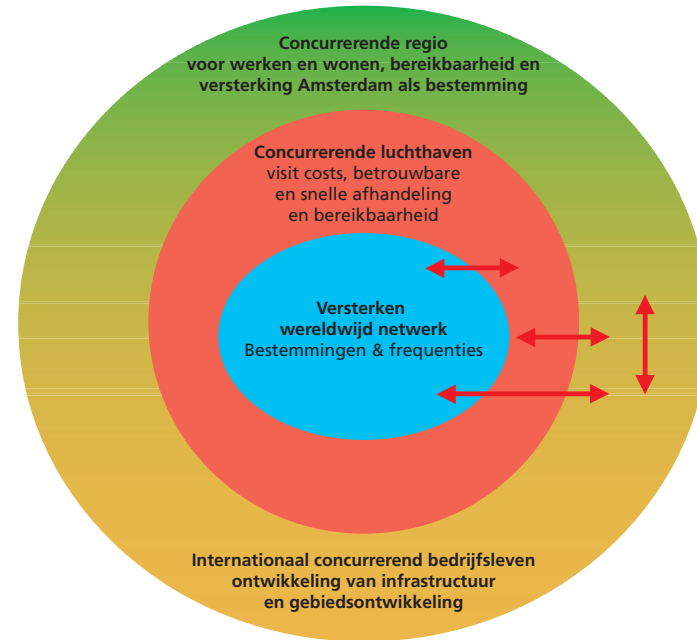 Concurrerende regio
voor werken en wonen, bereikbaarheid en
versterking Amsterdam als bestemming
Concurrerende luchthaven
visit costs, betrouwbare
en snelle afhandeling
en bereikbaarheid
Versterken
wereldwijd netwerk
Bestemmingen & frequenties
Internationaal concurrerend bedrijfsleven
ontwikkeling van infrastructuur
en gebiedsontwikkeling